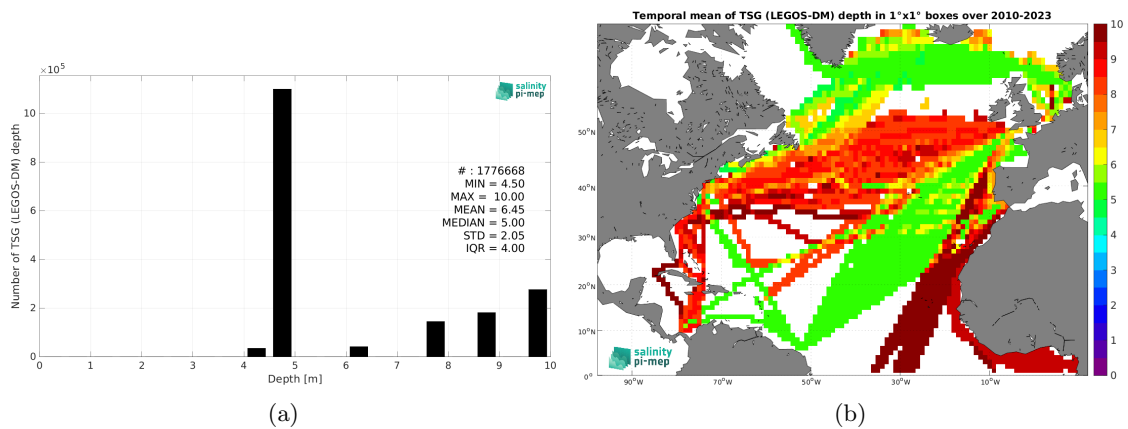 ×10⁵
10
8
6
4
2
0
Number of TSG (LEGOS-DM) depth
salinity
pi-mep
# : 1776668
MIN = 4.50
MAX = 10.00
MEAN = 6.45
MEDIAN = 5.00
STD = 2.05
IQR = 4.00
0 1 2 3 4 5 6 7 8 9 10
Depth [m]
(a)
Temporal mean of TSG (LEGOS-DM) depth in 1°x1° boxes over 2010-2023
50°N
40°N
30°N
20°N
10°N
0°
90°W 70°W 50°W 30°W 10°W
salinity
pi-mep
10
9
8
7
6
5
4
3
2
1
0
(b)